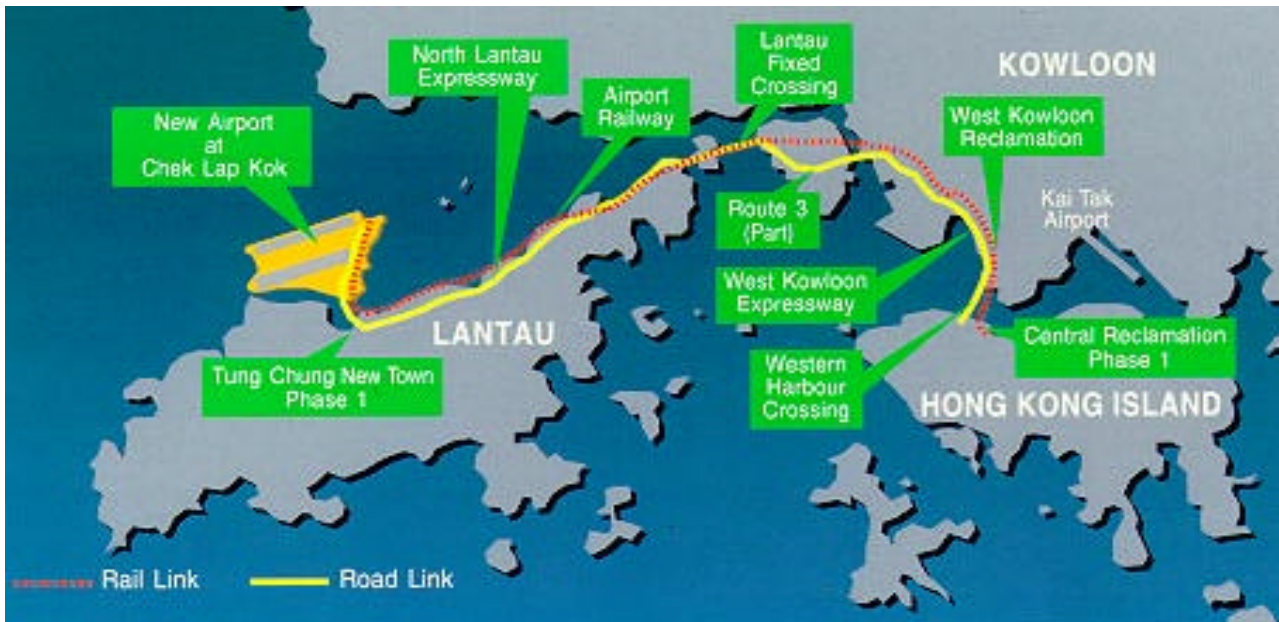 North Lantau
Expressway
Lantau
Fixed
Crossing
KOWLOON
New Airport
at
Chek Lap Kok
Airport
Railway
West Kowloon
Reclamation
Route 3
(Part)
Kai Tak
Airport
West Kowloon
Expressway
LANTAU
Tung Chung New Town
Phase 1
Western
Harbour
Crossing
Central Reclamation
Phase 1
HONG KONG ISLAND
Rail Link
Road Link